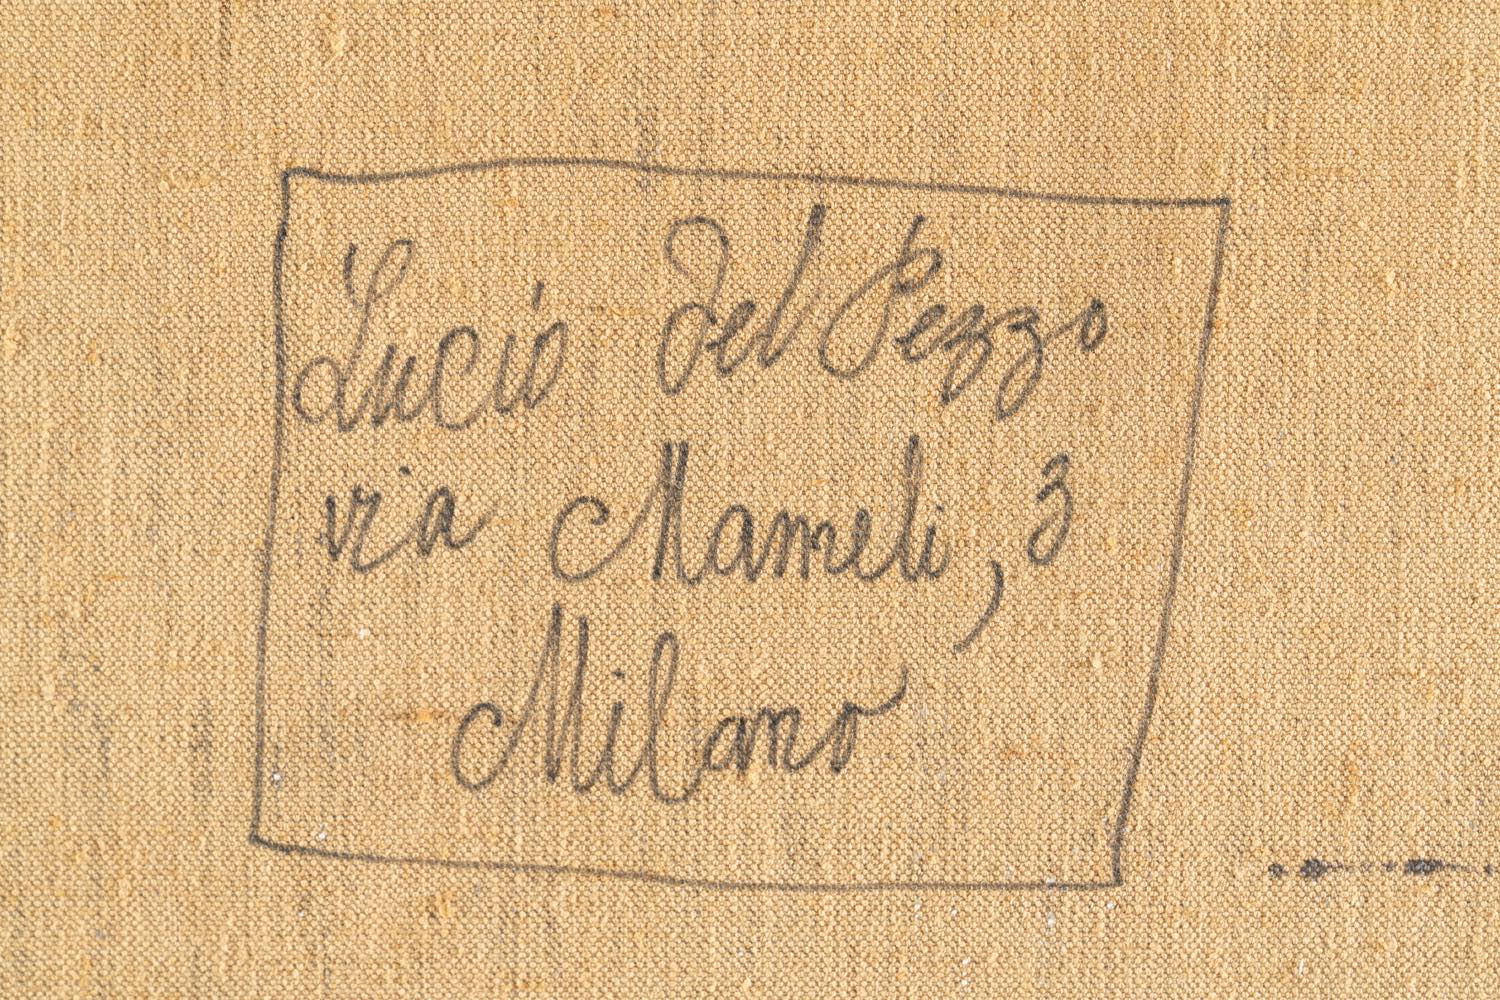 Lucio del Pezzo
via Mameli, 3
Milano